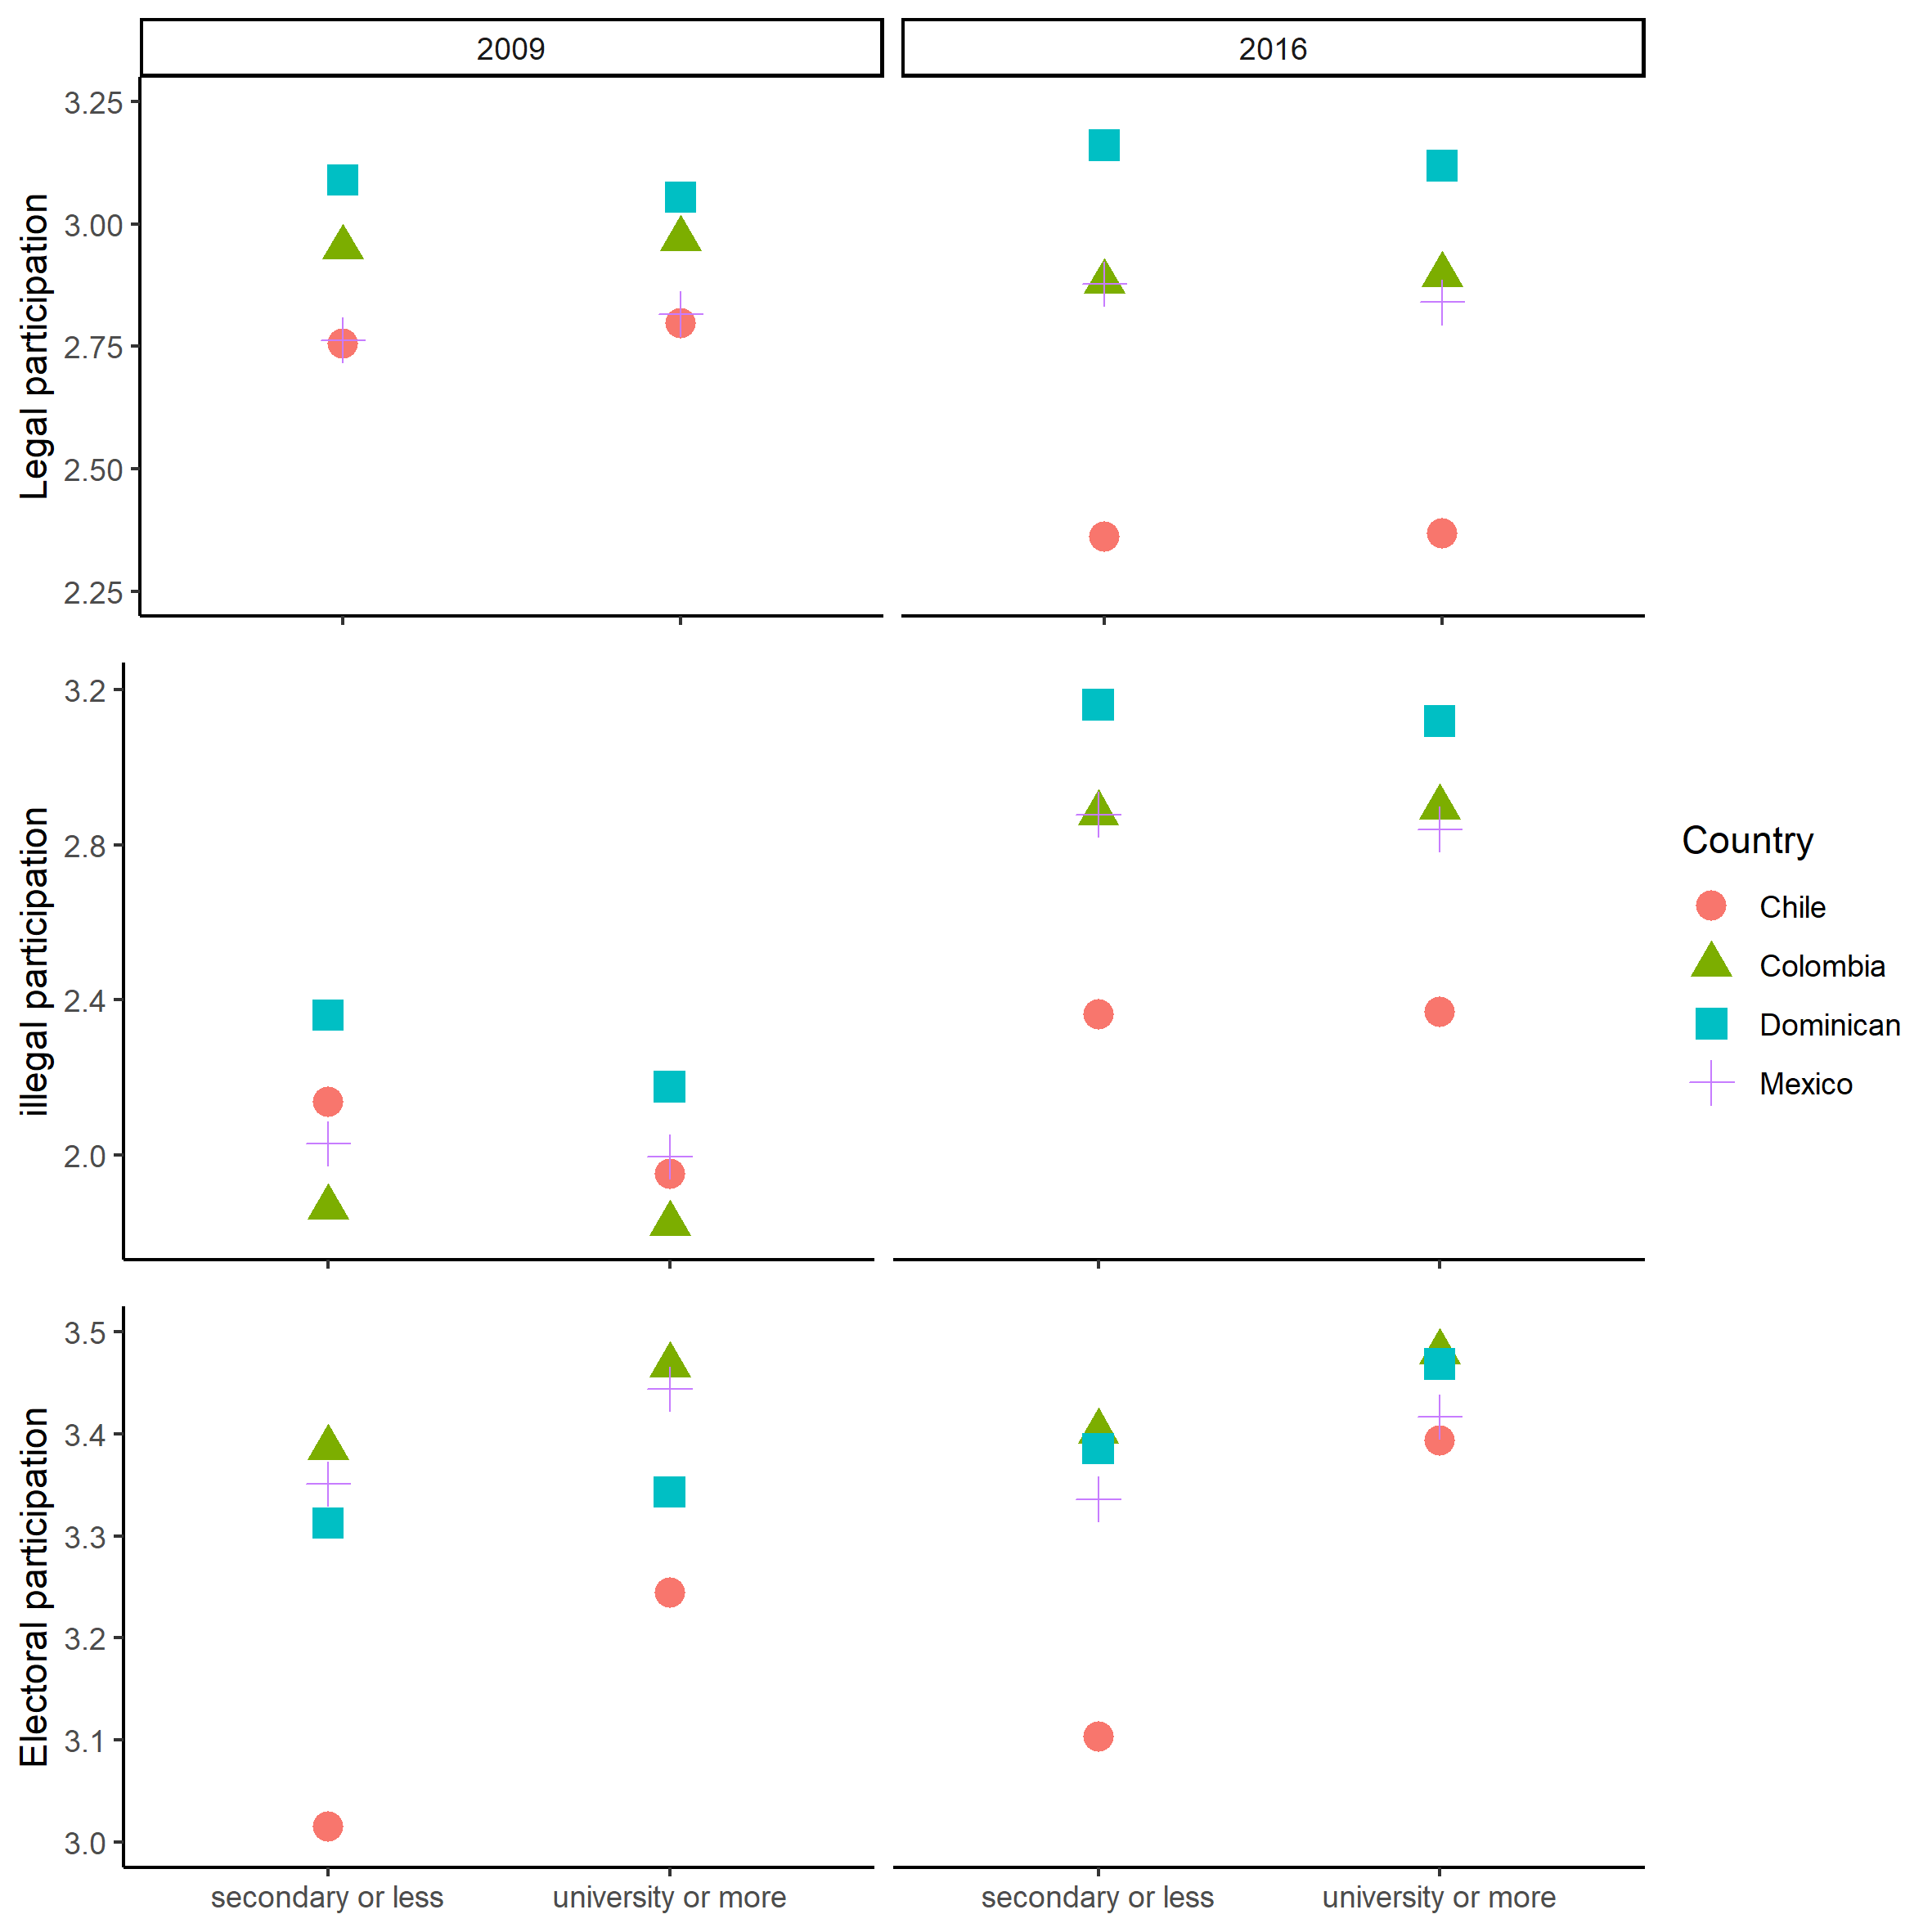 2009
2016
Legal participation
3.25
3.00
2.75
2.50
2.25
illegal participation
3.2
2.8
2.4
2.0
Electoral participation
3.5
3.4
3.3
3.2
3.1
3.0
secondary or less
university or more
secondary or less
university or more
Country
Chile
Colombia
Dominican
Mexico